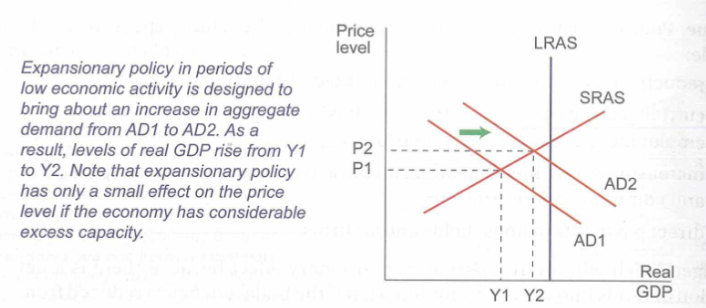 Expansionary policy in periods of
low economic activity is designed to
bring about an increase in aggregate
demand from AD1 to AD2. As a
result, levels of real GDP rise from Y1
to Y2. Note that expansionary policy
has only a small effect on the price
level if the economy has considerable
excess capacity.
Price
level
LRAS
SRAS
P2
P1
AD2
AD1
Real
GDP
Y1 Y2